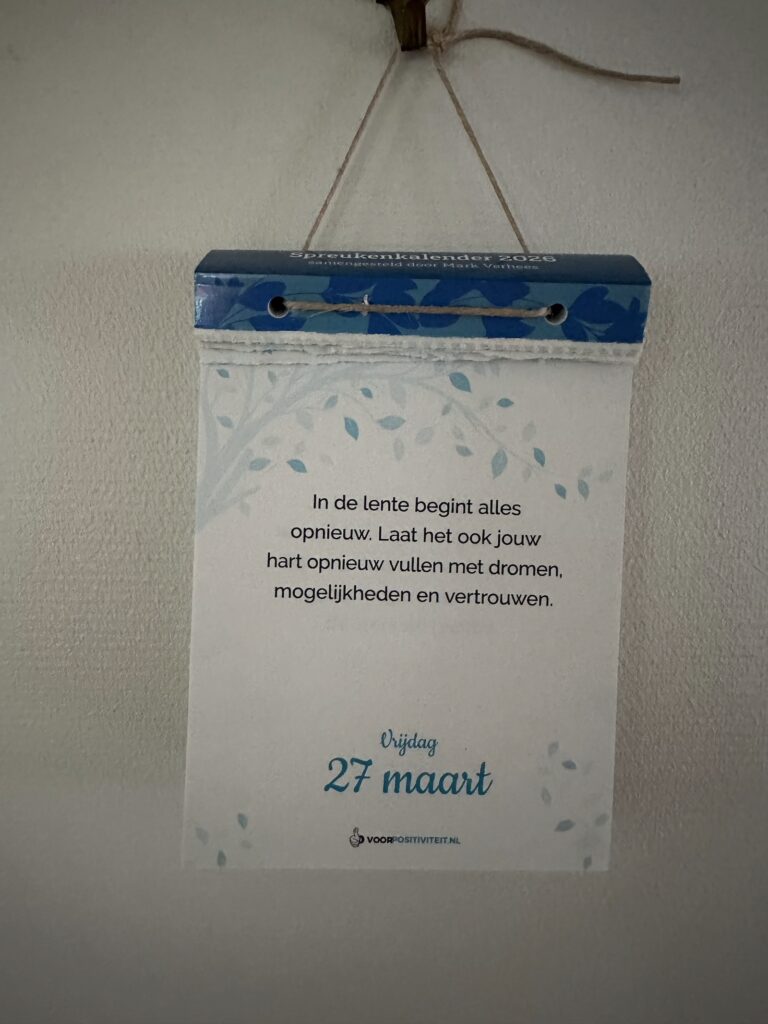 Spreukenkalender 2026
samengesteld door Mark Verhees
In de lente begint alles
opnieuw. Laat het ook jouw
hart opnieuw vullen met dromen,
mogelijkheden en vertrouwen.
Vrijdag
27 maart
VOORPOSITIVITEIT.NL